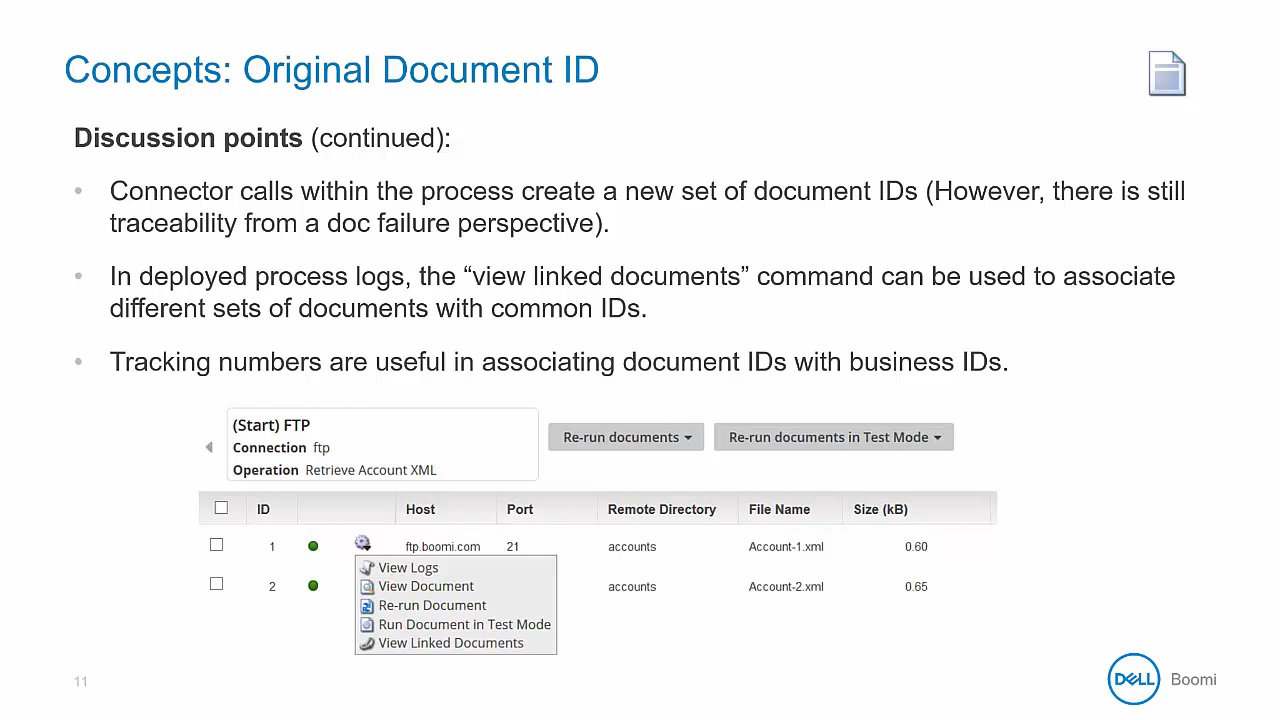 Concepts: Original Document ID
Discussion points (continued):
• Connector calls within the process create a new set of document IDs (However, there is still
traceability from a doc failure perspective).
• In deployed process logs, the “view linked documents” command can be used to associate
different sets of documents with common IDs.
• Tracking numbers are useful in associating document IDs with business IDs.
(Start) FTP
Connection ftp
Operation Retrieve Account XML
Re-run documents
Re-run documents in Test Mode
ID Host Port Remote Directory File Name Size (kB)
1 ftp.boomi.com 21 accounts Account-1.xml 0.60
View Logs
View Document
2 accounts Account-2.xml 0.65
Re-run Document
Run Document in Test Mode
View Linked Documents
11
DELL Boomi